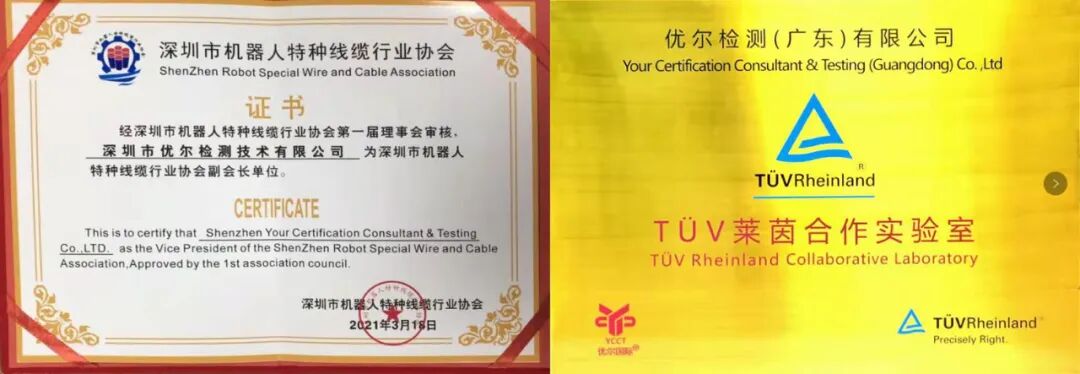 深圳市机器人特种线缆行业协会
ShenZhen Robot Special Wire and Cable Association
证书
经深圳市机器人特种线缆行业协会第一届理事会审核,
深圳市优尔检测技术有限公司 为深圳市机器人
特种线缆行业协会副会长单位。
CERTIFICATE
This is to certify that Shenzhen Your Certification Consultant & Testing
Co.,LTD. as the Vice President of the ShenZhen Robot Special Wire and Cable
Association,Approved by the 1st association council.
深圳市机器人特种线缆行业协会
2021年3月18日
优尔检测(广东)有限公司
Your Certification Consultant & Testing (Guangdong) Co.,Ltd
TÜVRheinland
®
TÜV莱茵合作实验室
TÜV Rheinland Collaborative Laboratory
YCCT
优尔国际
TÜVRheinland®
Precisely Right.